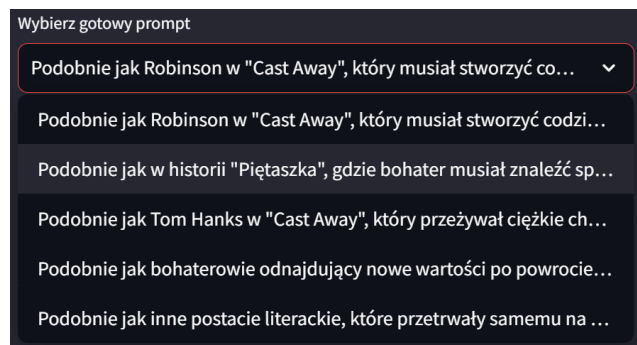 Wybierz gotowy prompt
Podobnie jak Robinson w "Cast Away", który musiał stworzyć co...
Podobnie jak Robinson w "Cast Away", który musiał stworzyć codzi...
Podobnie jak w historii "Piętaszka", gdzie bohater musiał znaleźć sp...
Podobnie jak Tom Hanks w "Cast Away", który przeżywał ciężkie ch...
Podobnie jak bohaterowie odnajdujący nowe wartości po powrocie...
Podobnie jak inne postacie literackie, które przetrwały samemu na ...